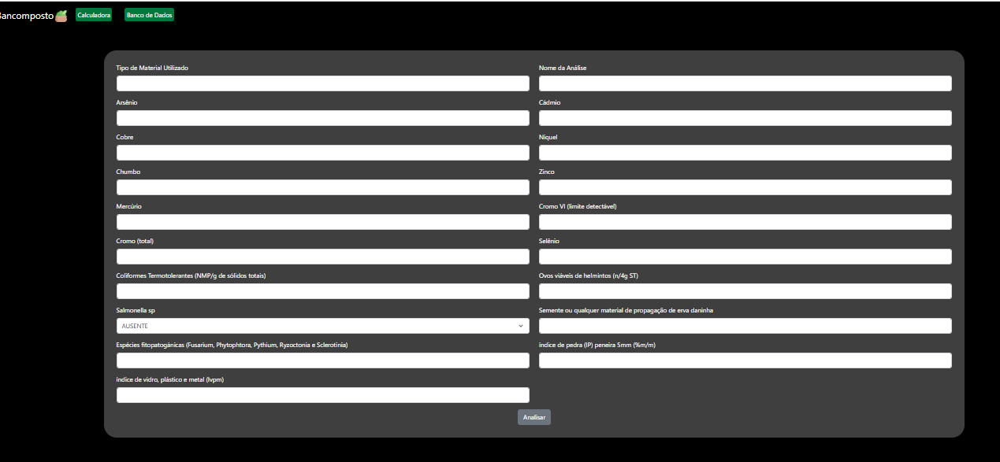 Bancomposto
Calculadora
Banco de Dados
Tipo de Material Utilizado
Nome da Análise
Arsênio
Cádmio
Cobre
Níquel
Chumbo
Zinco
Mercúrio
Cromo VI (limite detectável)
Cromo (total)
Selênio
Coliformes Termotolerantes (NMP/g de sólidos totais)
Ovos viáveis de helmintos (n/4g ST)
Salmonella sp
AUSENTE
Semente ou qualquer material de propagação de erva daninha
Espécies fitopatogânicas (Fusarium, Phytophtora, Pythium, Ryzoctonia e Sclerotinia)
índice de pedra (IP) peneira 5mm (%m/m)
índice de vidro, plástico e metal (Ivpm)
Analisar